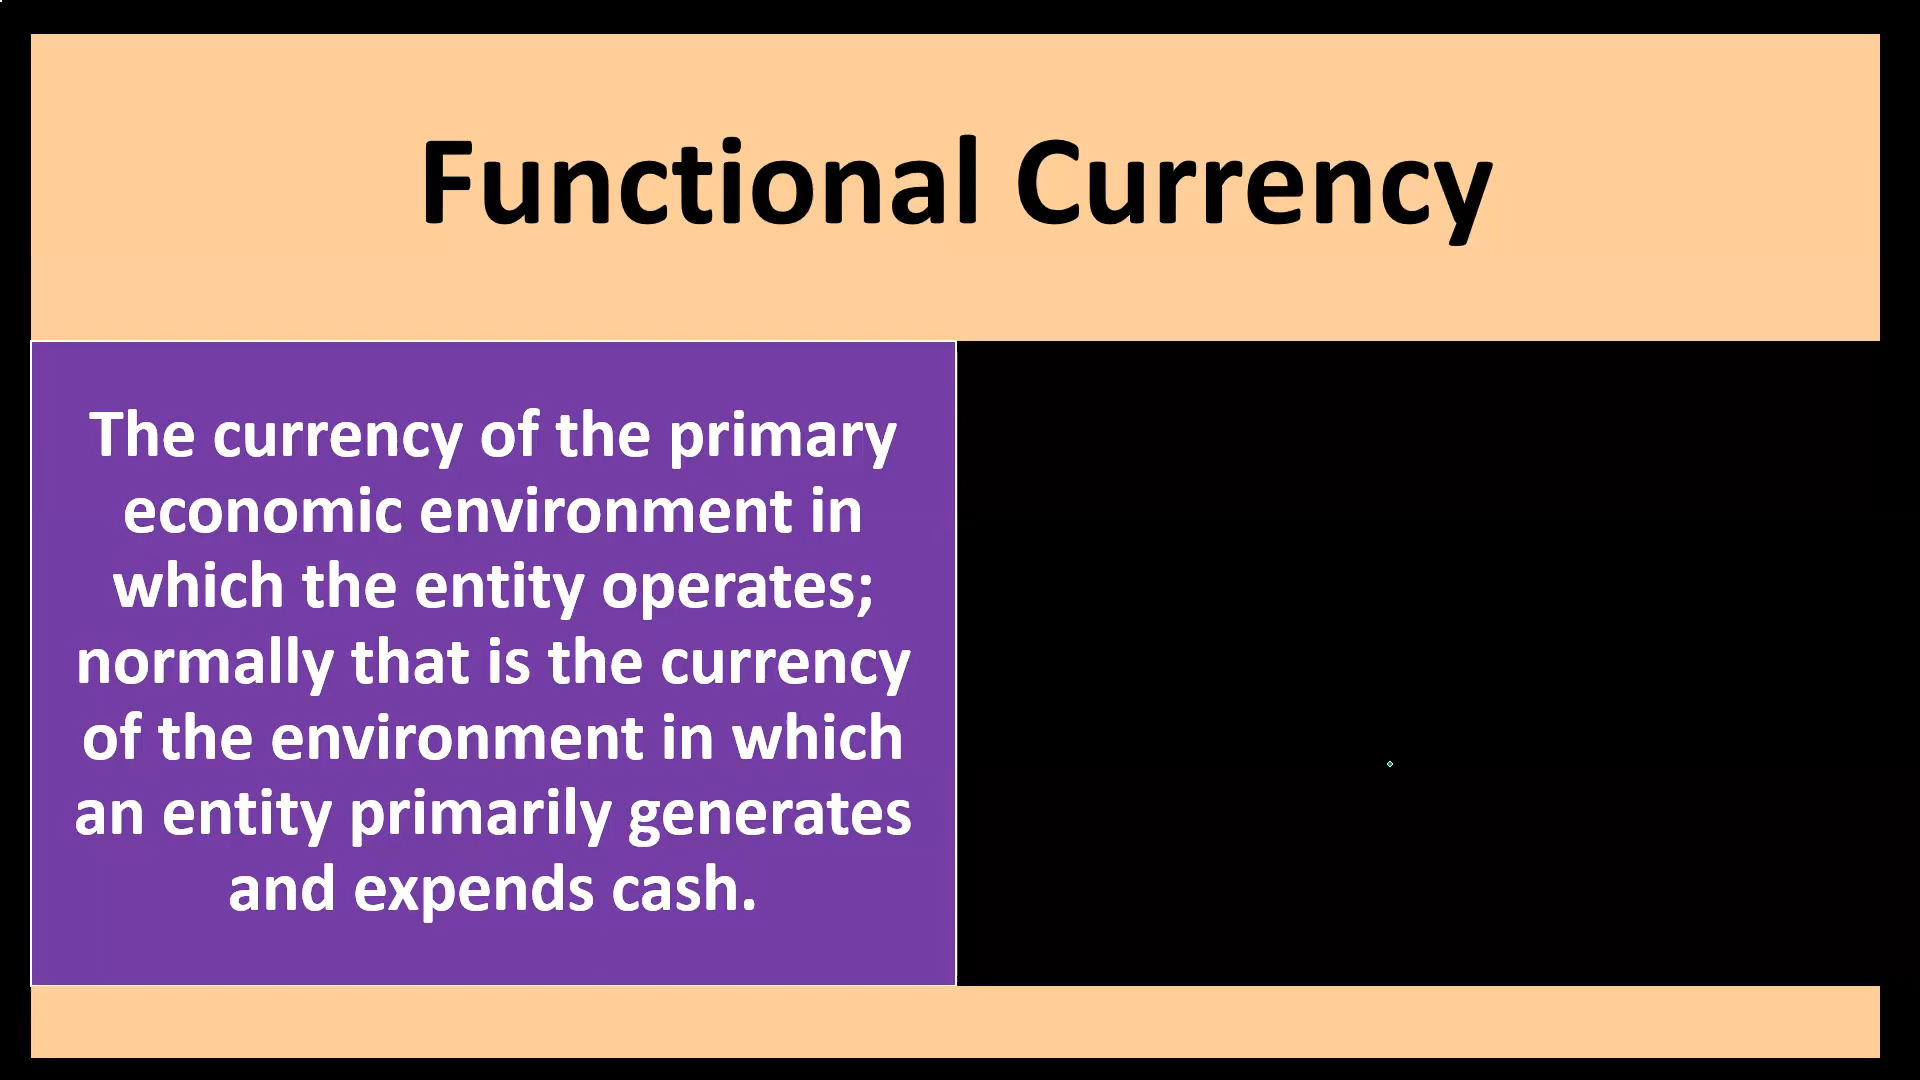 Functional Currency
The currency of the primary
economic environment in
which the entity operates;
normally that is the currency
of the environment in which
an entity primarily generates
and expends cash.